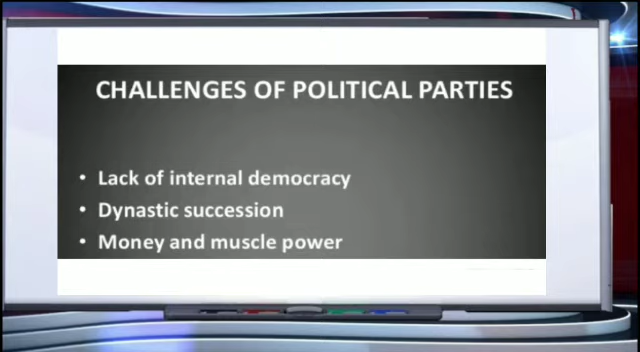 CHALLENGES OF POLITICAL PARTIES
• Lack of internal democracy
• Dynastic succession
• Money and muscle power